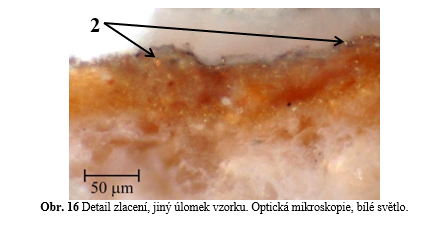 2
50 µm
Obr. 16 Detail zlacení, jiný úlomek vzorku. Optická mikroskopie, bílé světlo.